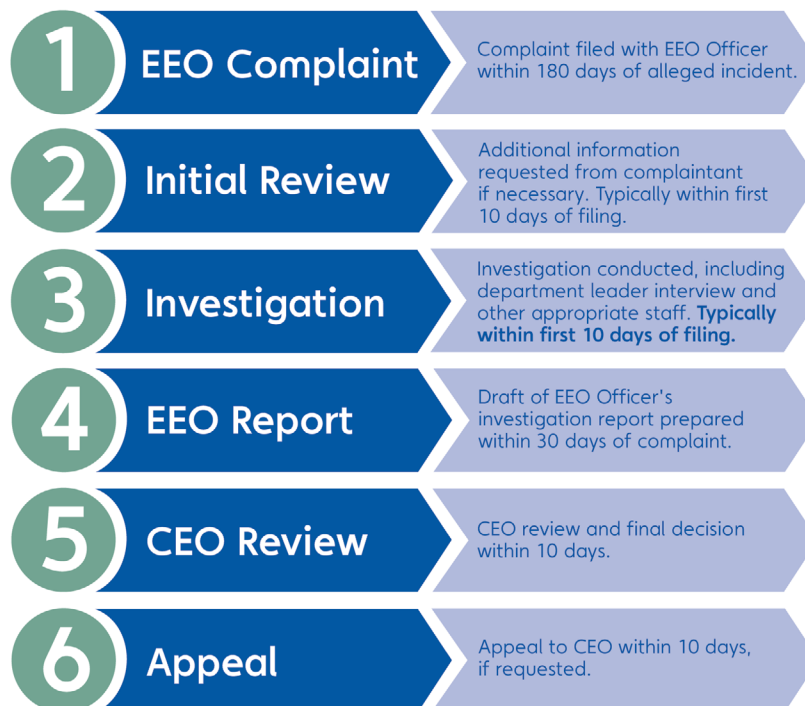 1
EEO Complaint
Complaint filed with EEO Officer
within 180 days of alleged incident.
2
Initial Review
Additional information
requested from complainant
if necessary. Typically within first
10 days of filing.
3
Investigation
Investigation conducted, including
department leader interview and
other appropriate staff. Typically
within first 10 days of filing.
4
EEO Report
Draft of EEO Officer's
investigation report prepared
within 30 days of complaint.
5
CEO Review
CEO review and final decision
within 10 days.
6
Appeal
Appeal to CEO within 10 days,
if requested.